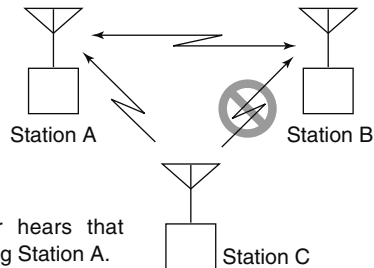 Station A
Station B
r hears that
g Station A.
Station C